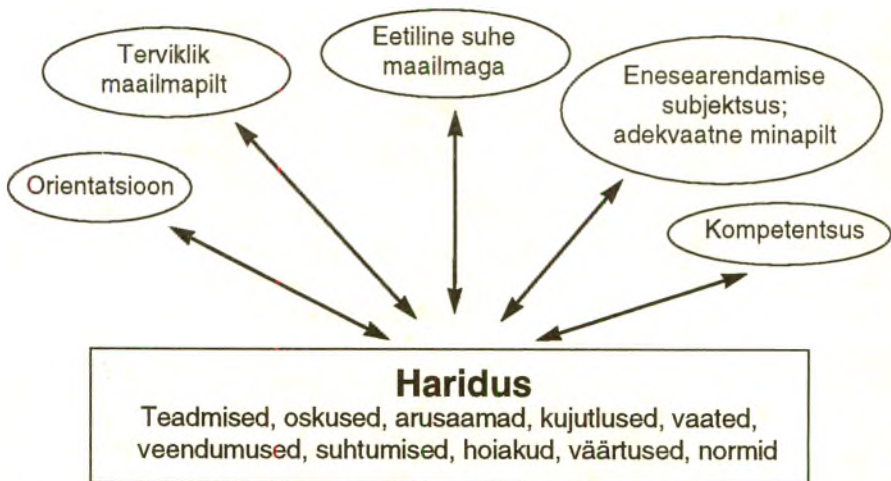 Terviklik
maailmapilt
Eetiline suhe
maailmaga
Enesearendamise
subjektsus;
adekvaatne minapilt
Orientatsioon
Kompetentsus
Haridus
Teadmised, oskused, arusaamad, kujutlused, vaated,
veendumused, suhtumised, hoiakud, väärtused, normid